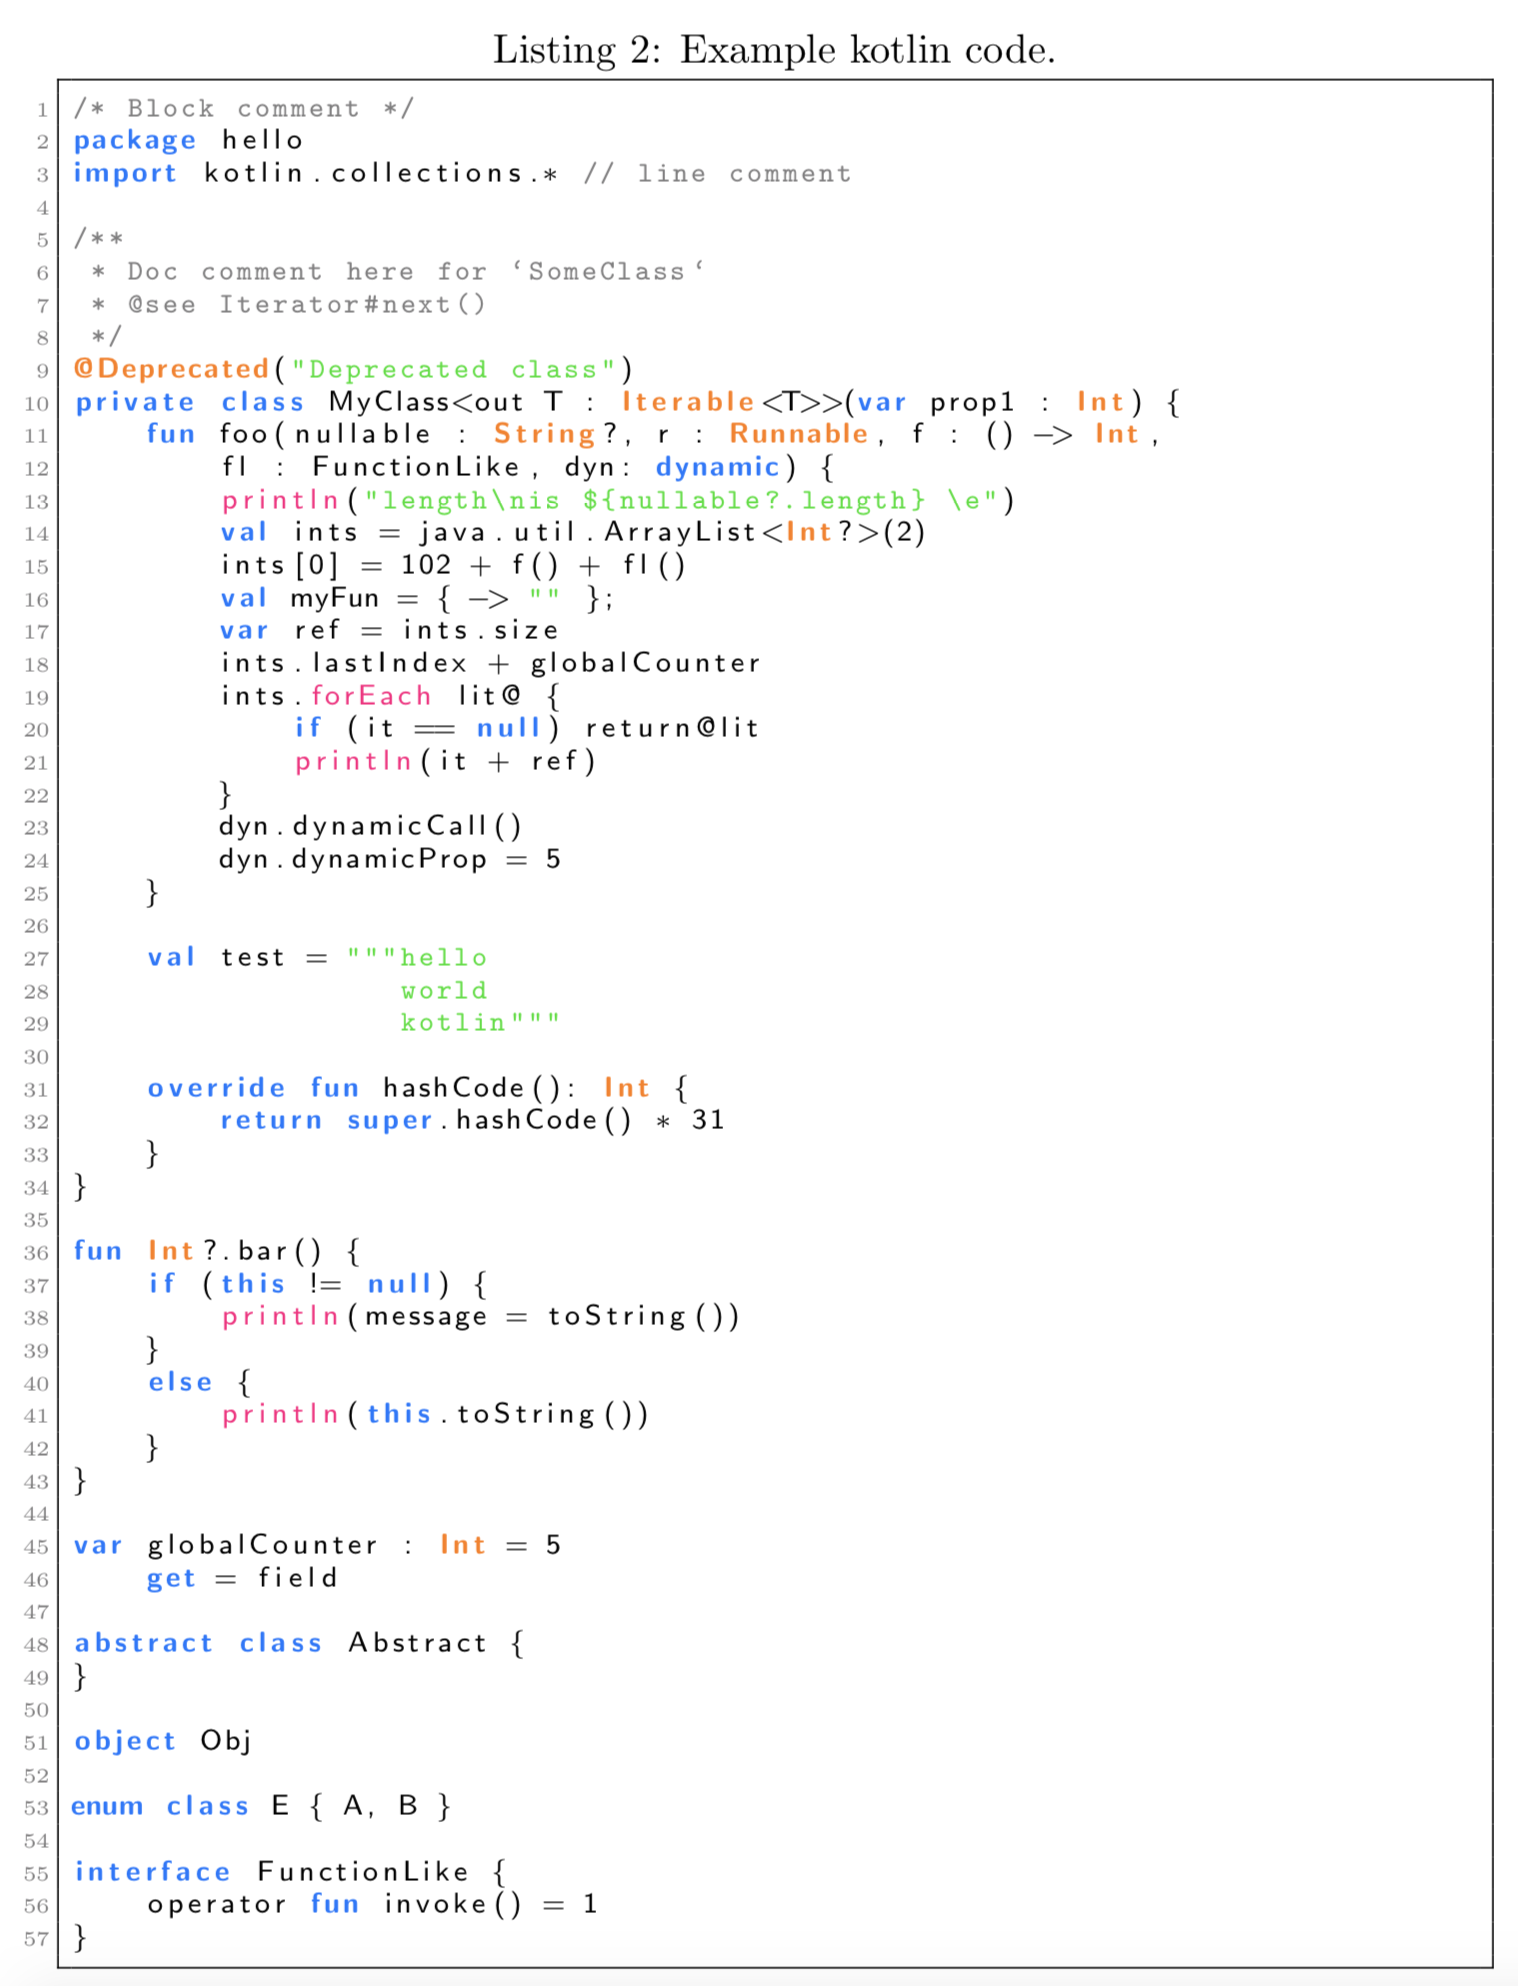 Listing 2: Example kotlin code.
1 /* Block comment */
2 package hello
3 import kotlin.collections.* // line comment
4
5 /**
6  * Doc comment here for ‘SomeClass‘
7  * @see Iterator#next()
8  */
9 @Deprecated("Deprecated class")
10 private class MyClass<out T : Iterable<T>>(var prop1 : Int) {
11     fun foo(nullable : String?, r : Runnable, f : () -> Int,
12         fl : FunctionLike, dyn: dynamic) {
13         println("length\nis ${nullable?.length} \e")
14         val ints = java.util.ArrayList<Int?>(2)
15         ints[0] = 102 + f() + fl()
16         val myFun = { -> "" };
17         var ref = ints.size
18         ints.lastIndex + globalCounter
19         ints.forEach lit@ {
20             if (it == null) return@lit
21             println(it + ref)
22         }
23         dyn.dynamicCall()
24         dyn.dynamicProp = 5
25     }
26
27     val test = """hello
28                   world
29                   kotlin"""
30
31     override fun hashCode(): Int {
32         return super.hashCode() * 31
33     }
34 }
35
36 fun Int?.bar() {
37     if (this != null) {
38         println(message = toString())
39     }
40     else {
41         println(this.toString())
42     }
43 }
44
45 var globalCounter : Int = 5
46     get = field
47
48 abstract class Abstract {
49 }
50
51 object Obj
52
53 enum class E { A, B }
54
55 interface FunctionLike {
56     operator fun invoke() = 1
57 }